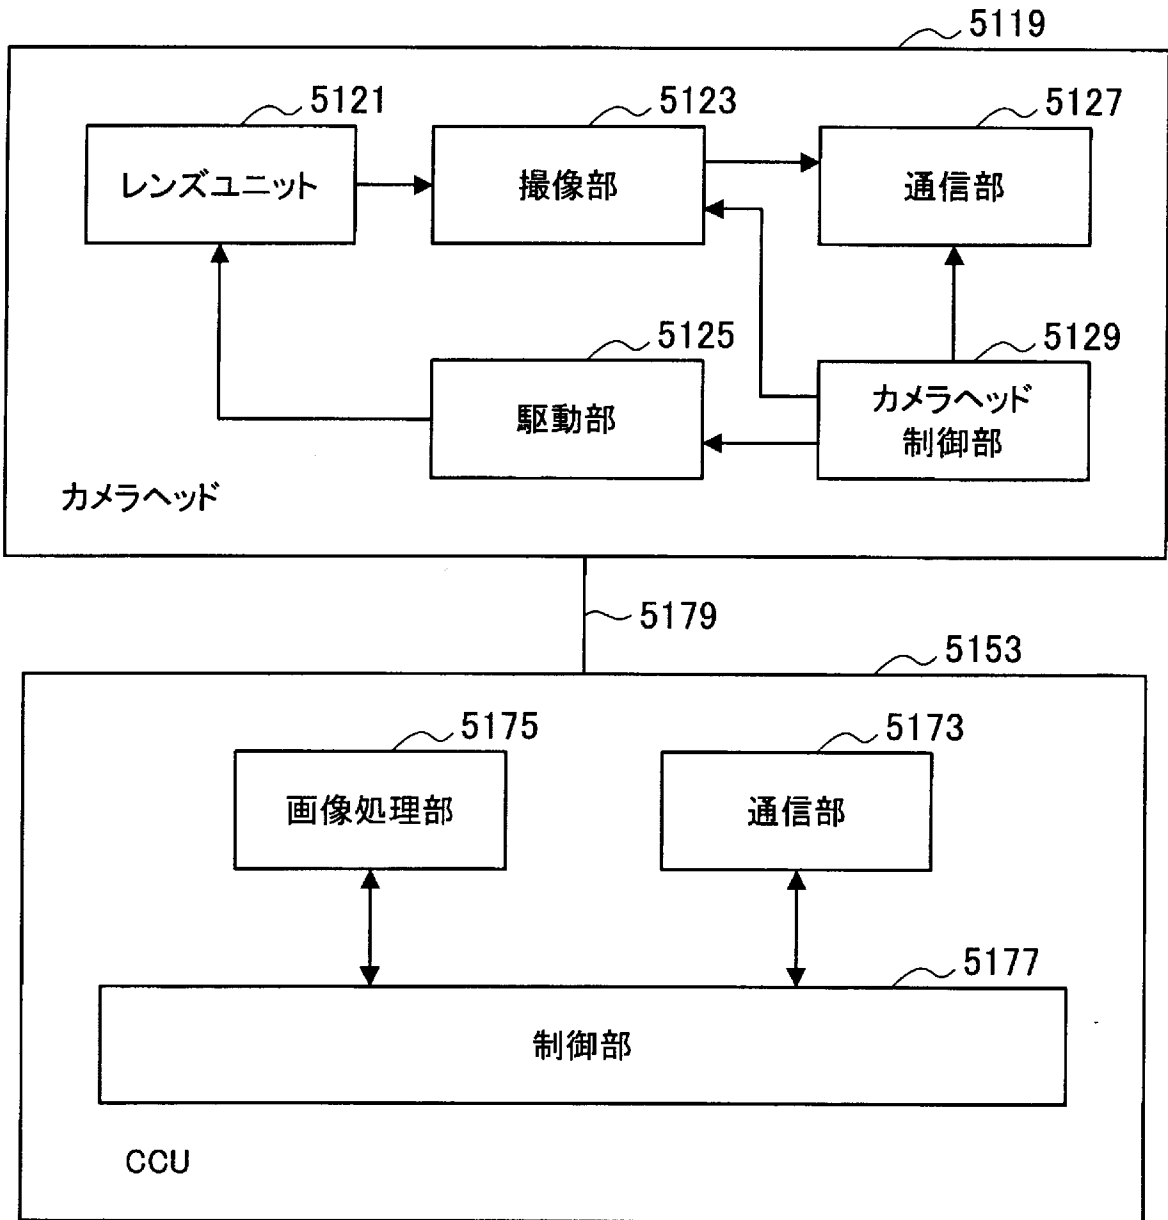 5119
5121
5123
5127
レンズユニット
撮像部
通信部
5125
5129
駆動部
カメラヘッド
制御部
カメラヘッド
5179
5153
5175
5173
画像処理部
通信部
5177
制御部
CCU